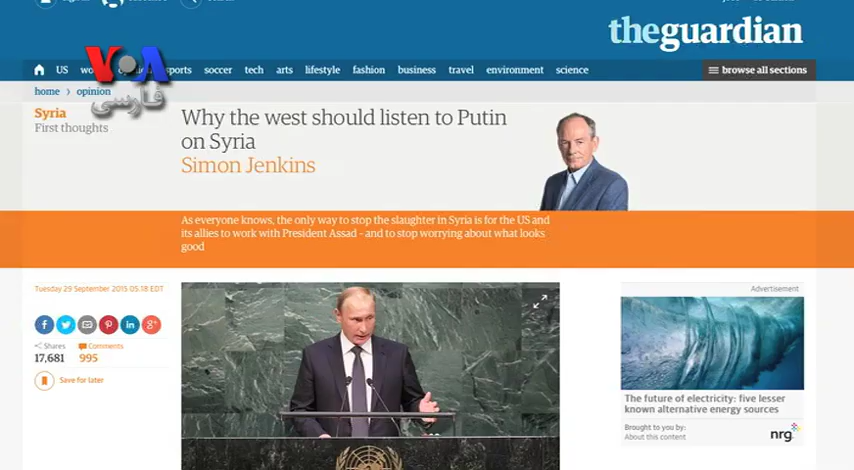 theguardian
US
sports
soccer
tech
arts
lifestyle
fashion
business
travel
environment
science
browse all sections
VOA
فارسی
home › opinion
Syria
First thoughts
Why the west should listen to Putin
on Syria
Simon Jenkins
As everyone knows, the only way to stop the slaughter in Syria is for the US and
its allies to work with President Assad – and to stop worrying about what looks
good
Tuesday 29 September 2015 05.18 EDT
Shares
17,681
Comments
995
Save for later
Advertisement
The future of electricity: five lesser
known alternative energy sources
Brought to you by:
About this content
nrg